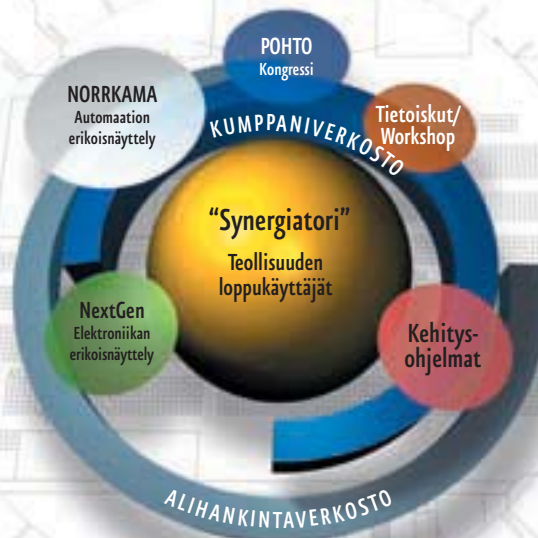 POHTO
Kongressi
NORRKAMA
Automaation
erikoisnäyttely
Tietoiskut/
Workshop
KUMPPANIVERKOSTO
“Synergiatori”
Teollisuuden
loppukäyttäjät
NextGen
Elektroniikan
erikoisnäyttely
Kehitys-
ohjelmat
ALIHANKINTAVERKOSTO